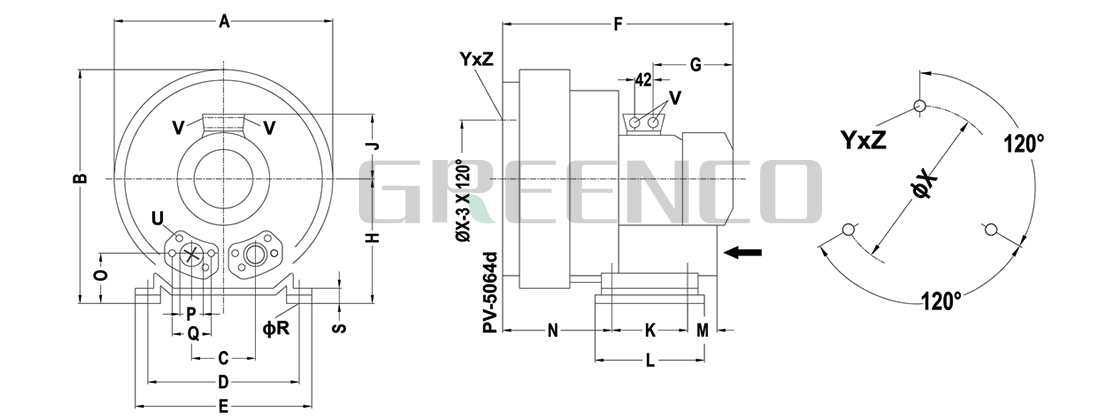 A
B
V V
J
H
U
O
P
Q
C
D
E
ϕR
S
F
YxZ
42
G
V
ØX-3 X 120°
PV-5064d
N
K
M
L
YxZ
120°
ϕX
120°
GREENCO